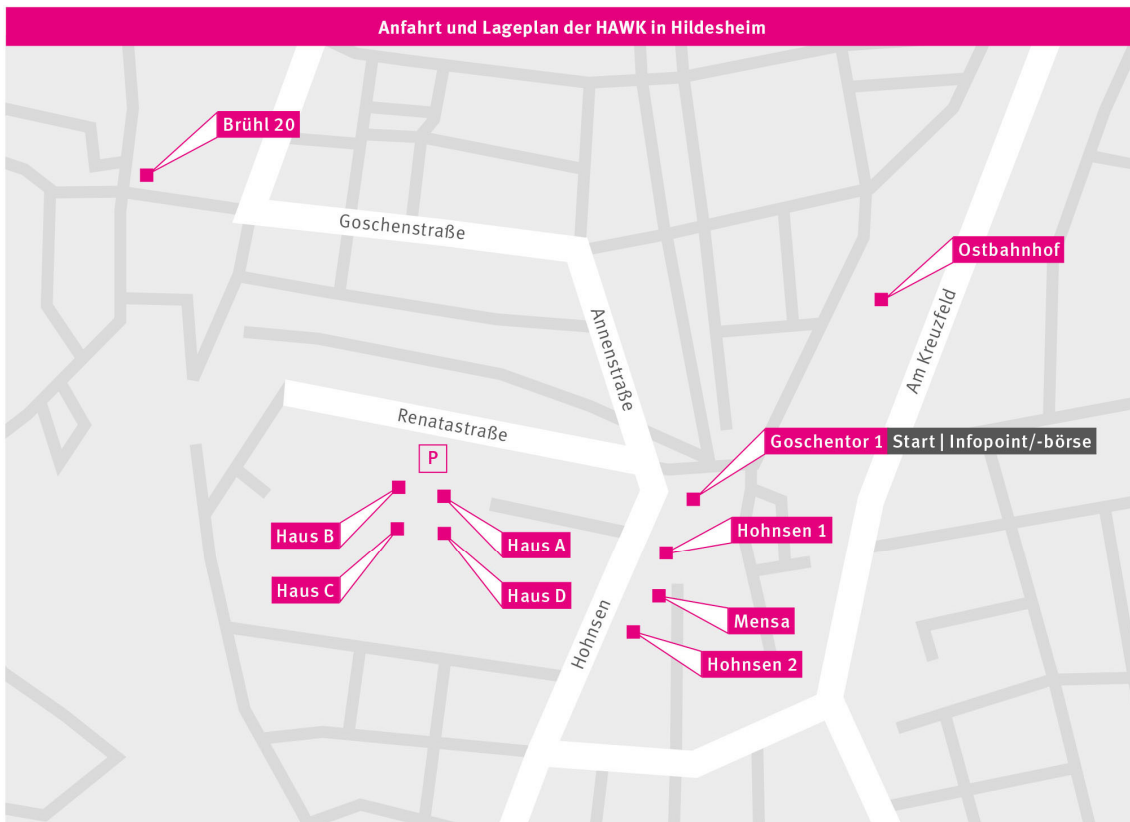 Anfahrt und Lageplan der HAWK in Hildesheim
Brühl 20
Goschenstraße
Ostbahnhof
Annenstraße
Am Kreuzfeld
Renatastraße
Goschentor 1 Start | Infopoint/-börse
P
Haus B
Haus A
Hohnsen 1
Haus C
Haus D
Hohnsen
Mensa
Hohnsen 2